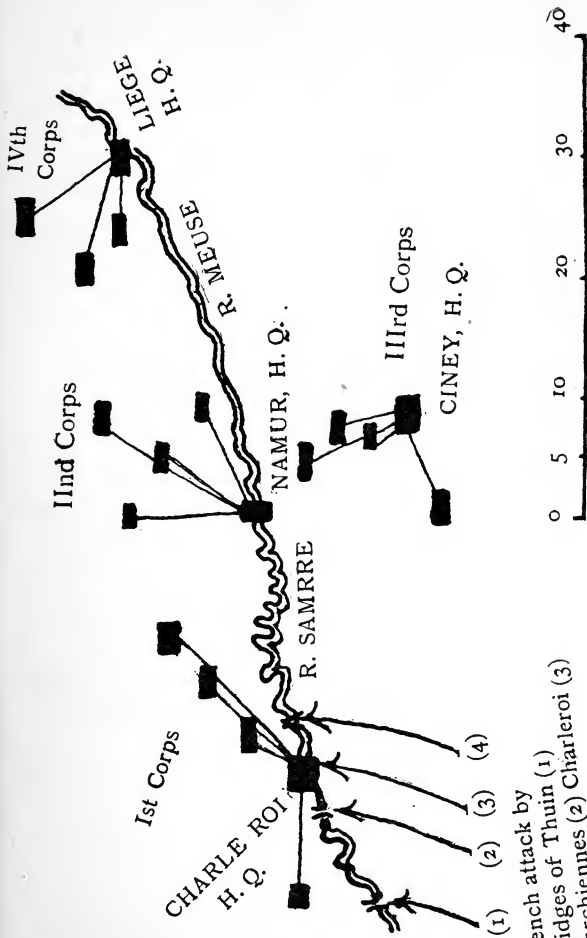 IVth
Corps
LIEGE
H. Q.
R. MEUSE
IInd Corps
NAMUR, H. Q.
IIIrd Corps
CINEY, H. Q.
R. SAMRRE
Ist Corps
CHARLE ROI
H. Q.
(1)
(2)
(3)
(4)
ench attack by
idges of Thuin (1)
rchiennes (2) Charleroi (3)
0 5 10 20 30 40